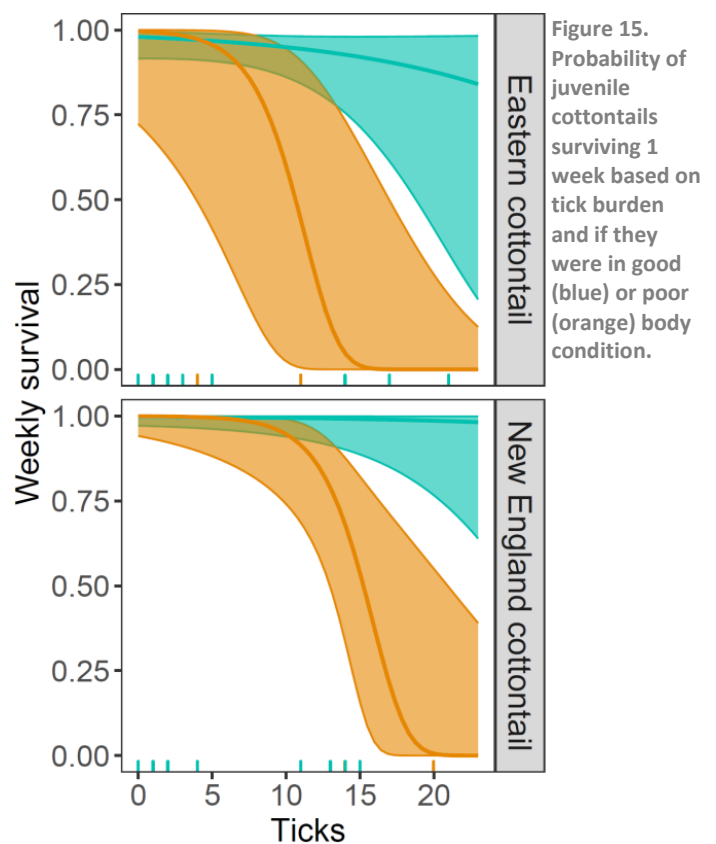 Weekly survival
1.00
0.75
0.50
0.25
0.00
Eastern cottontail
1.00
0.75
0.50
0.25
0.00
New England cottontail
0 5 10 15 20
Ticks
Figure 15.
Probability of
juvenile
cottontails
surviving 1
week based on
tick burden
and if they
were in good
(blue) or poor
(orange) body
condition.